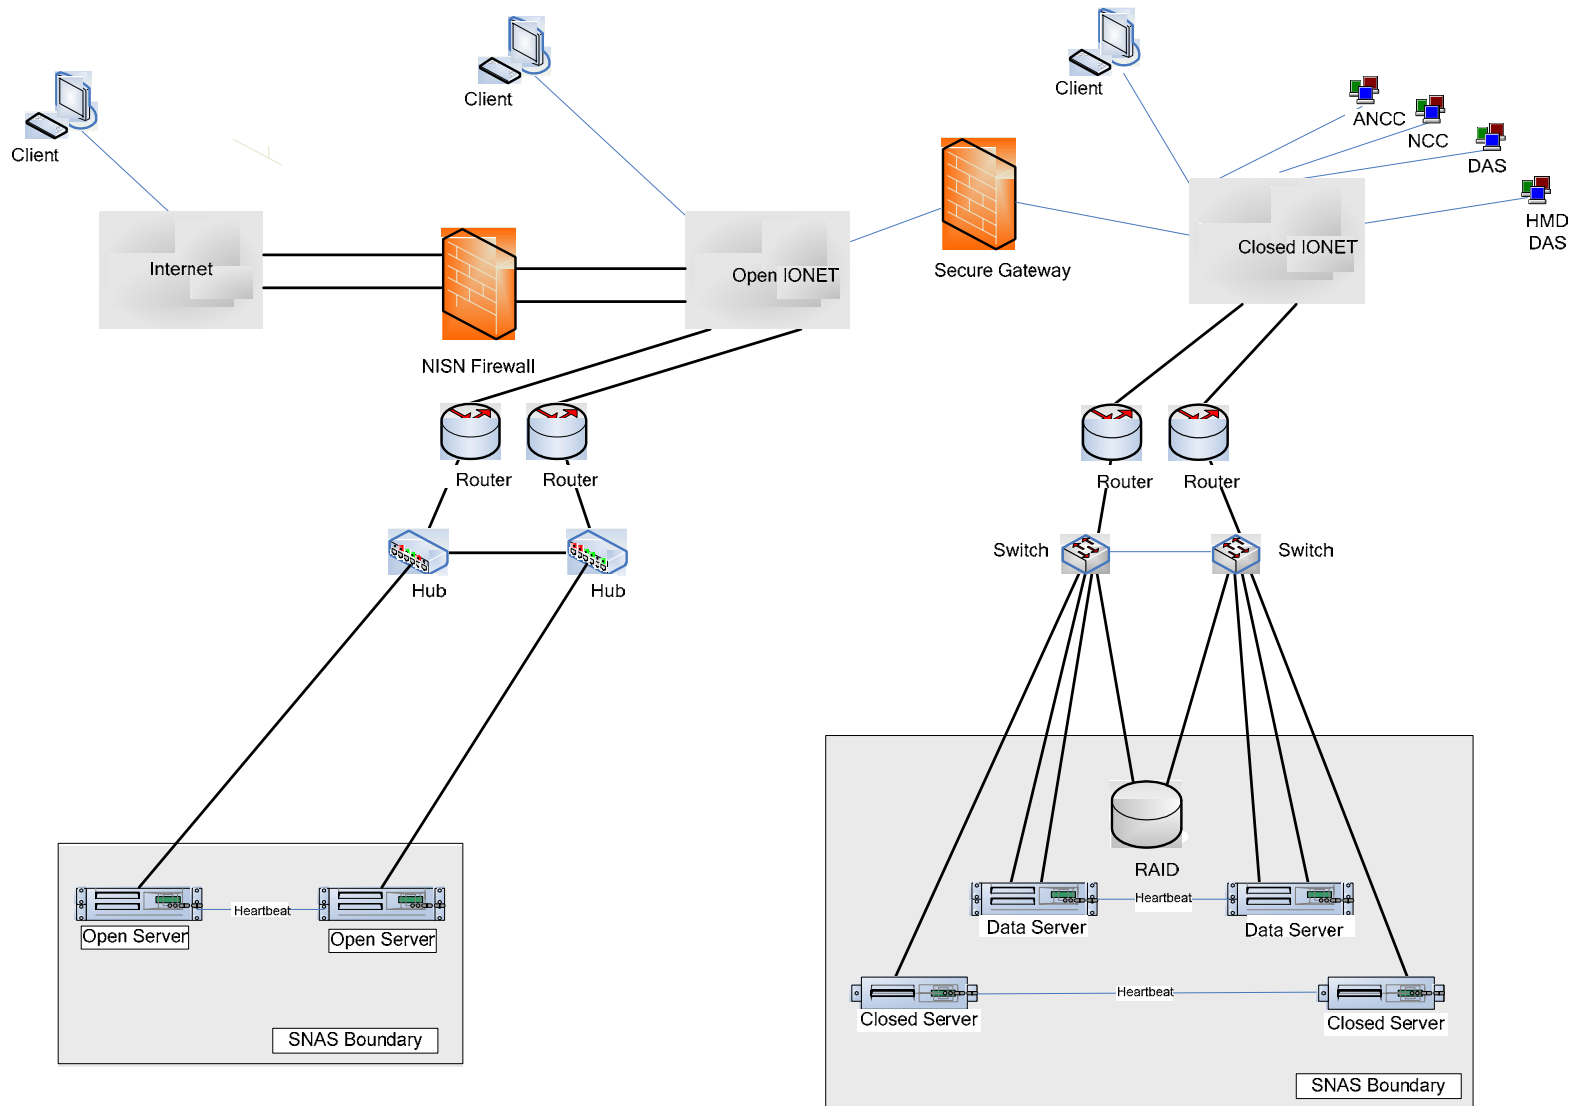 Client
Client
Client
ANCC
NCC
DAS
HMD
DAS
Internet
Open IONET
Secure Gateway
Closed IONET
NISN Firewall
Router
Router
Router
Router
Hub
Hub
Switch
Switch
RAID
Heartbeat
Open Server
Open Server
Heartbeat
Data Server
Data Server
Heartbeat
Closed Server
Closed Server
SNAS Boundary
SNAS Boundary